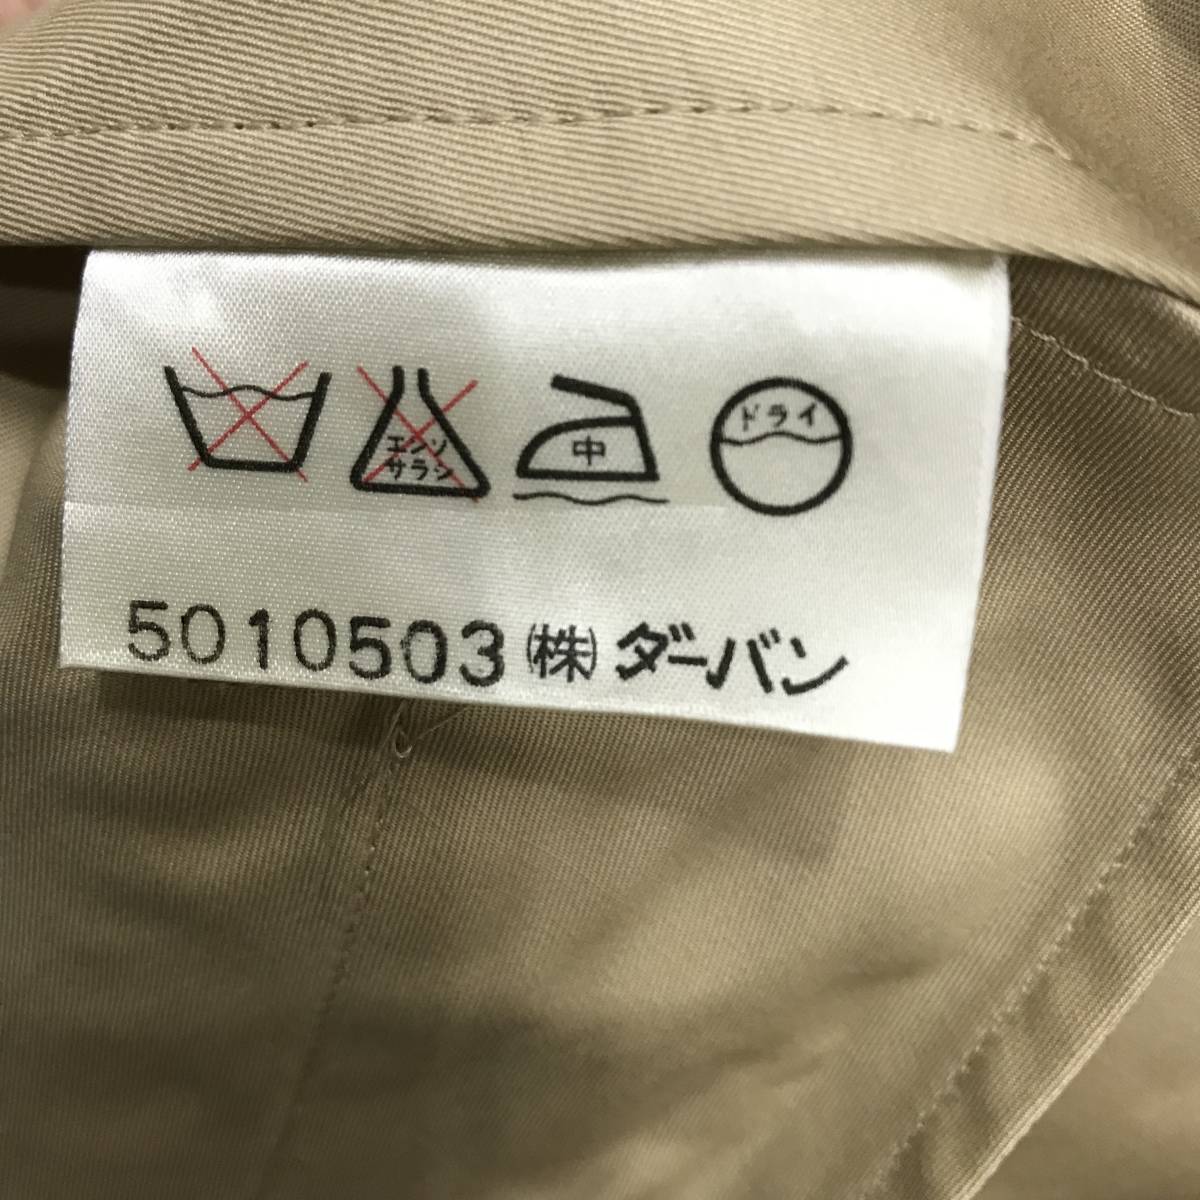 エンソ
サラシ
中
ドライ
5010503㈱ダーバン